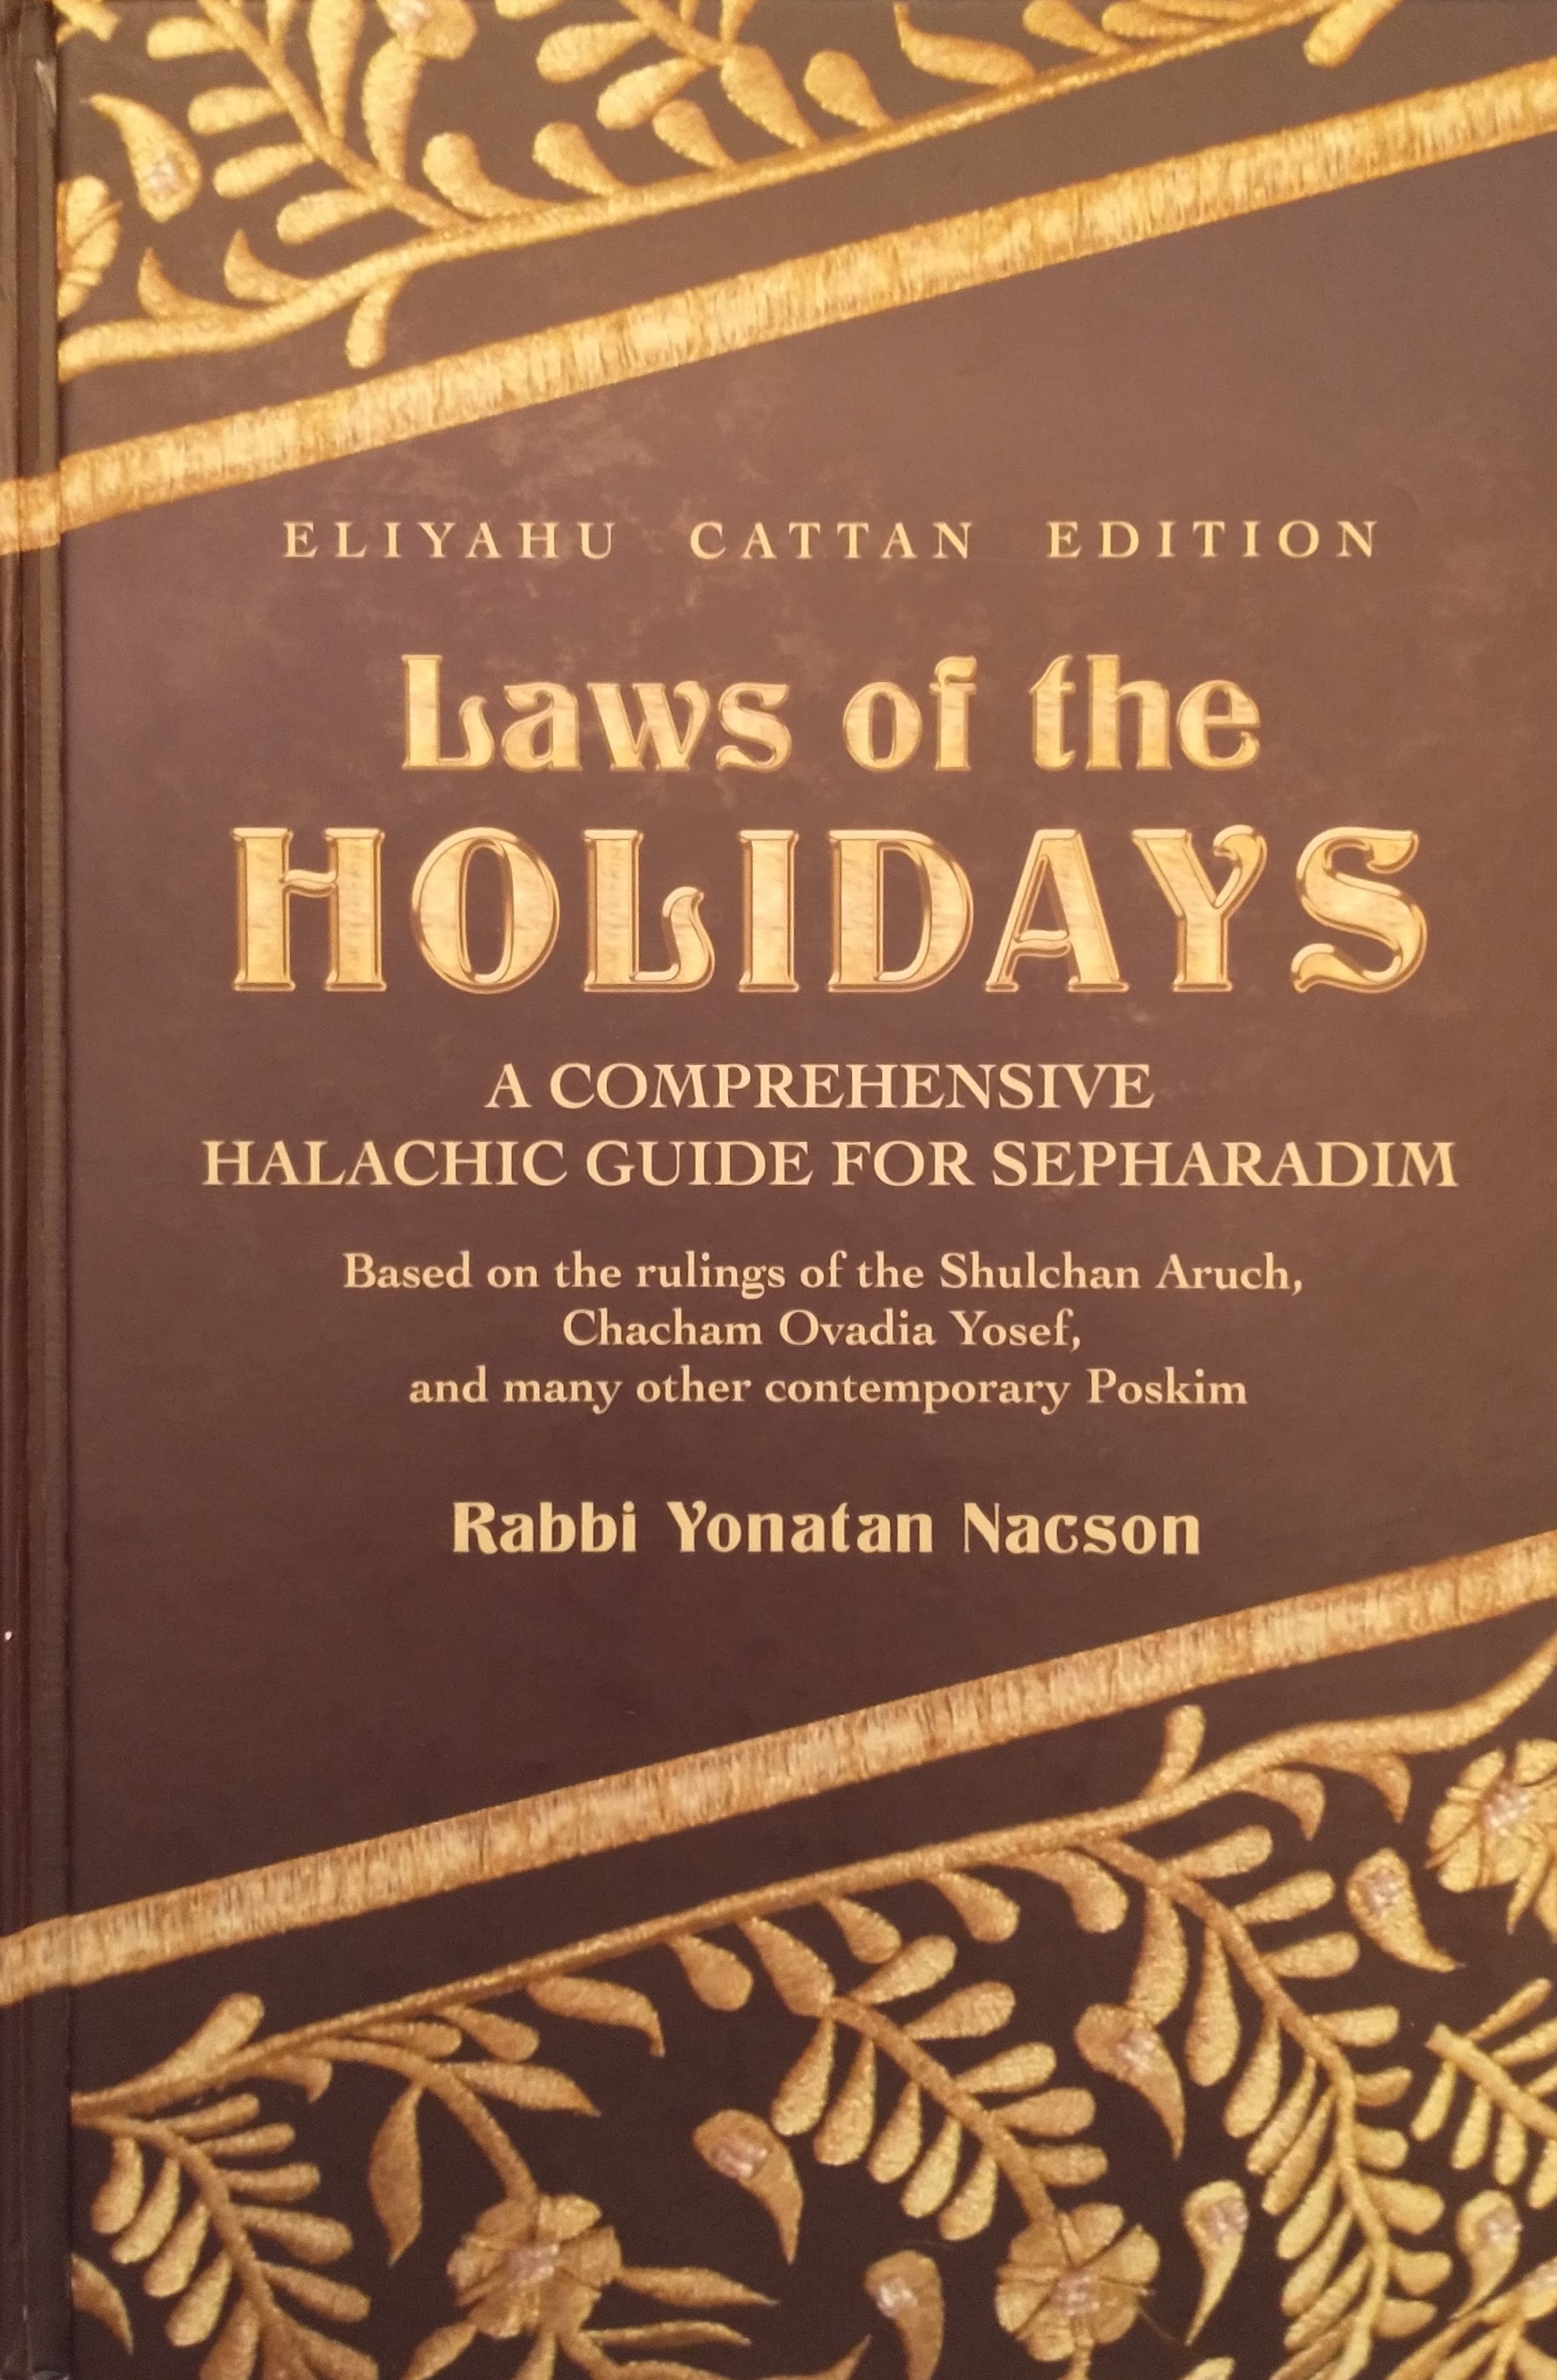 ELIYAHU CATTAN EDITION
Laws of the
HOLIDAYS
A COMPREHENSIVE
HALACHIC GUIDE FOR SEPHARADIM
Based on the rulings of the Shulchan Aruch,
Chacham Ovadia Yosef,
and many other contemporary Poskim
Rabbi Yonatan Nacson